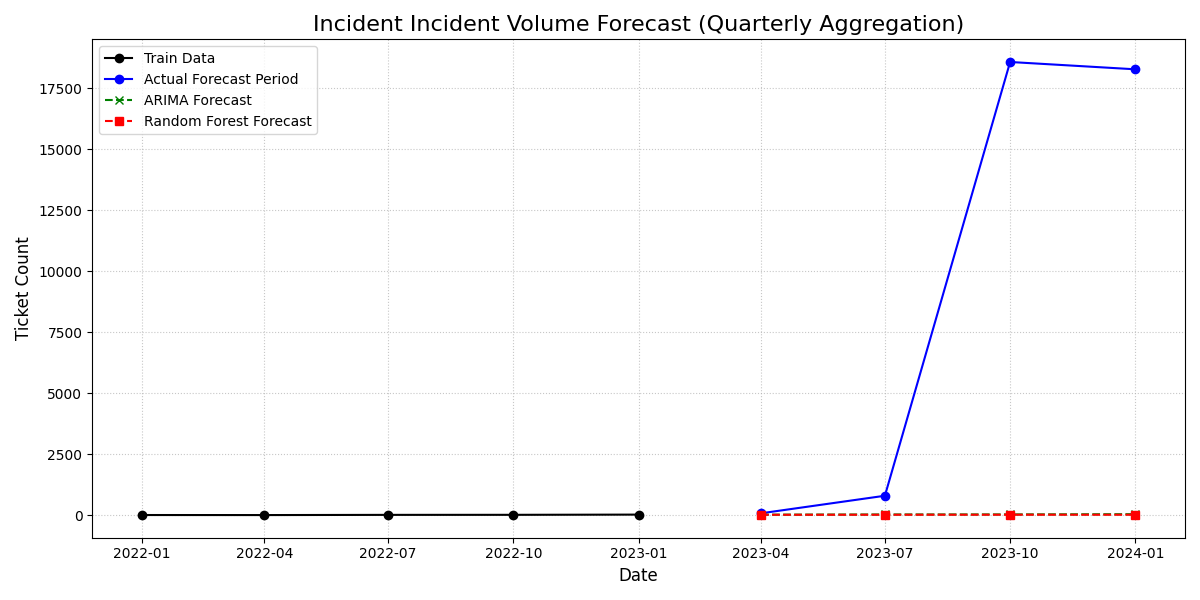 Incident Incident Volume Forecast (Quarterly Aggregation)
Train Data
Actual Forecast Period
ARIMA Forecast
Random Forest Forecast
Ticket Count
17500
15000
12500
10000
7500
5000
2500
0
2022-01 2022-04 2022-07 2022-10 2023-01 2023-04 2023-07 2023-10 2024-01
Date